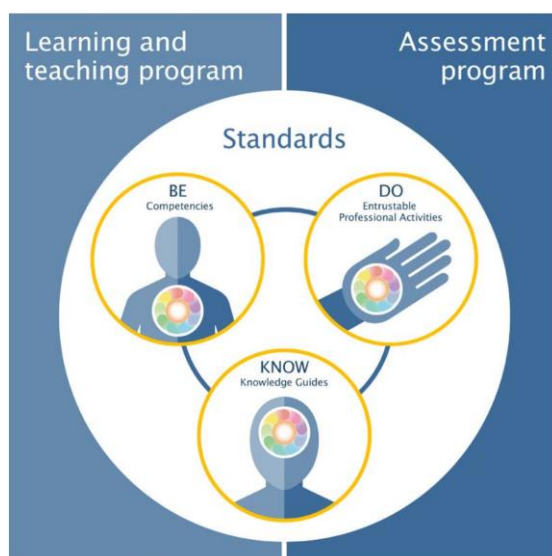 Learning and
teaching program
Assessment
program
Standards
BE
Competencies
DO
Entrustable
Professional Activities
KNOW
Knowledge Guides